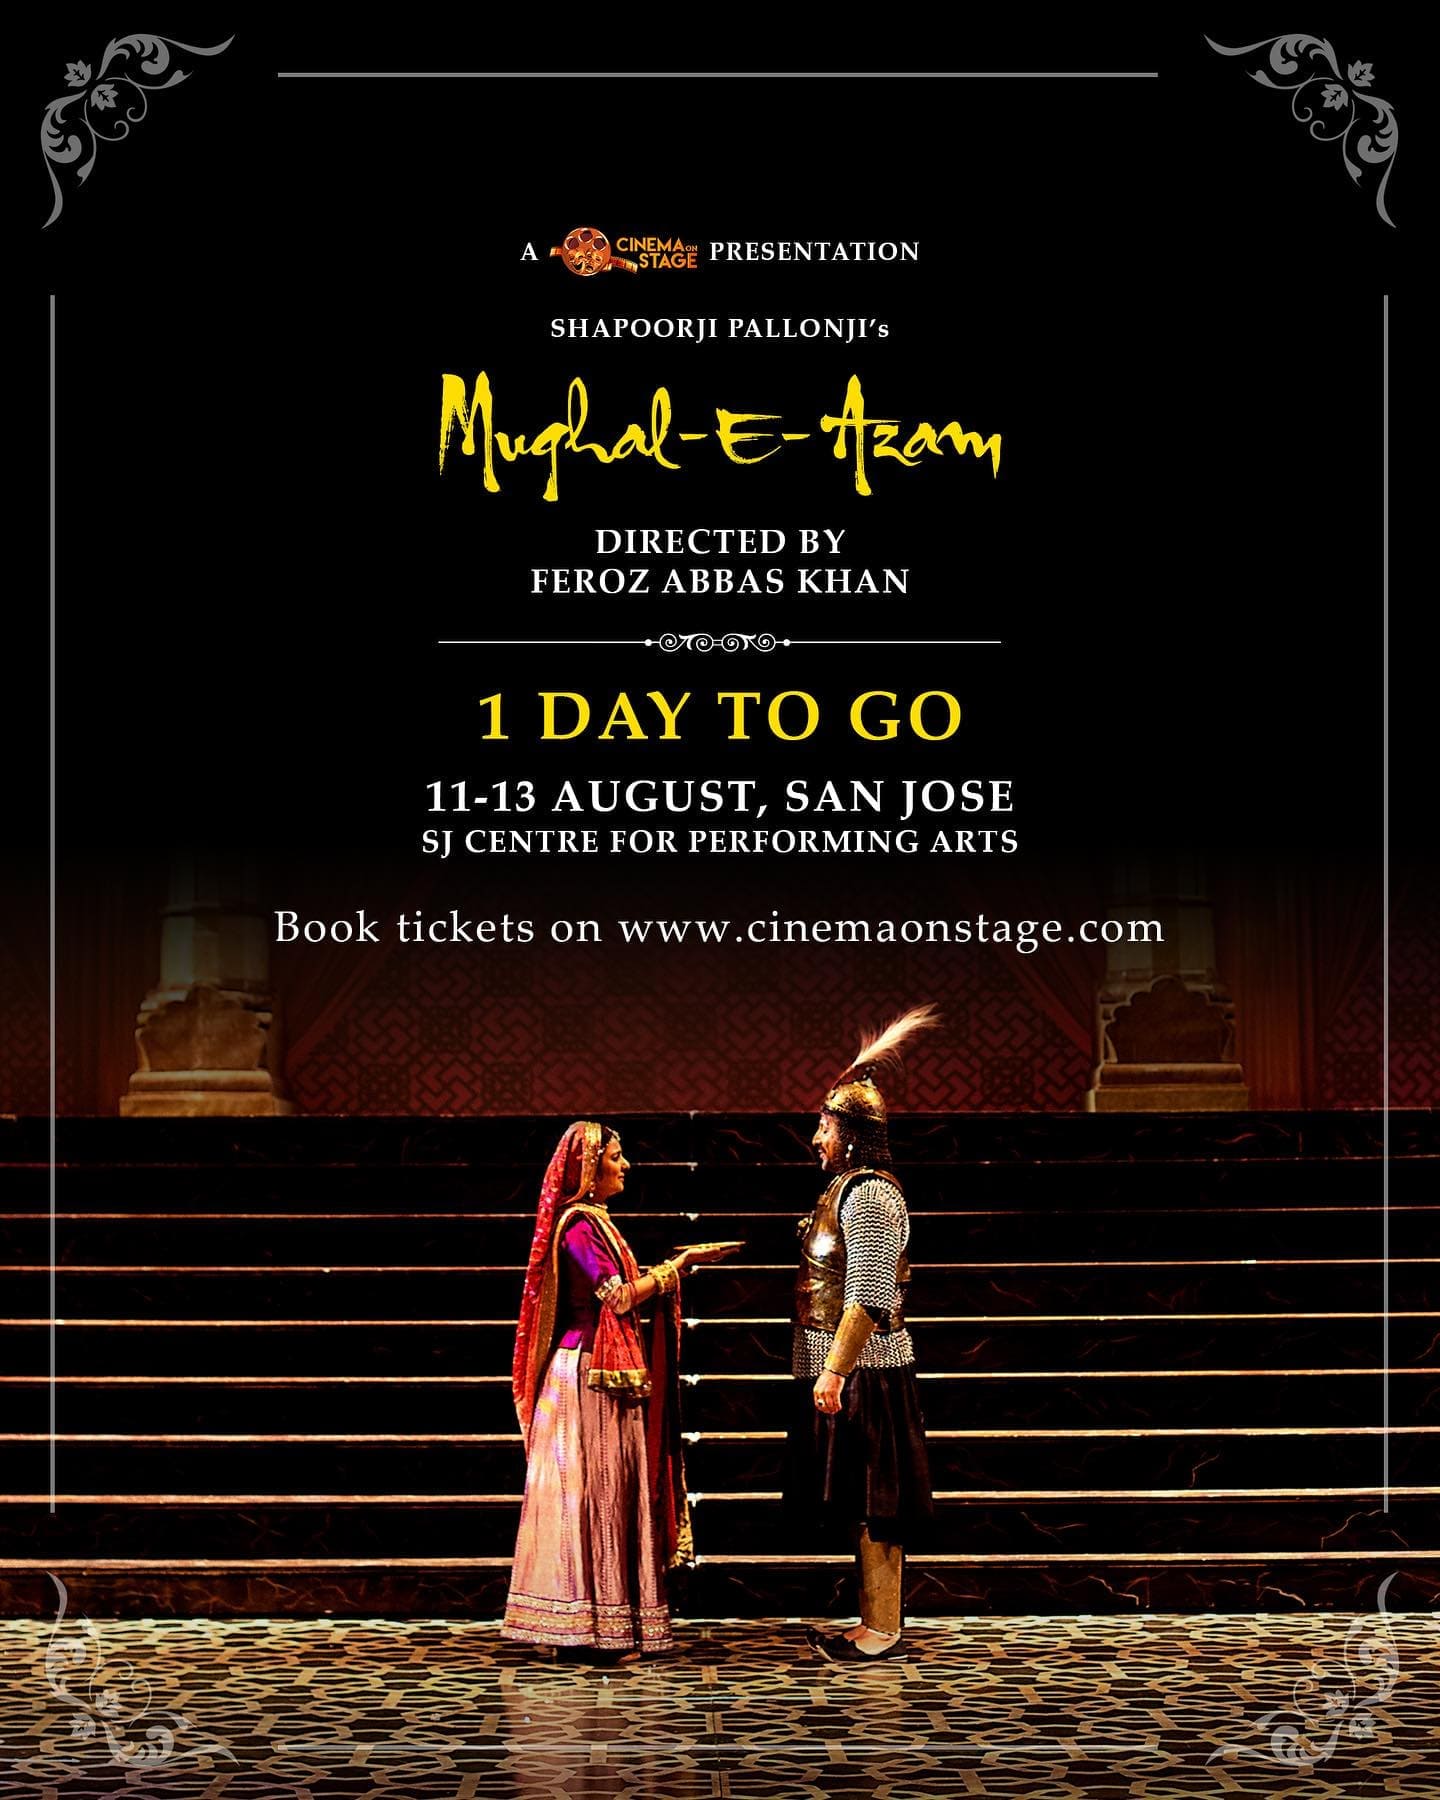 A CINEMA ON STAGE PRESENTATION
SHAPOORJI PALLONJI's
Mughal-E-Azam
DIRECTED BY
FEROZ ABBAS KHAN
1 DAY TO GO
11-13 AUGUST, SAN JOSE
SJ CENTRE FOR PERFORMING ARTS
Book tickets on www.cinemaonstage.com